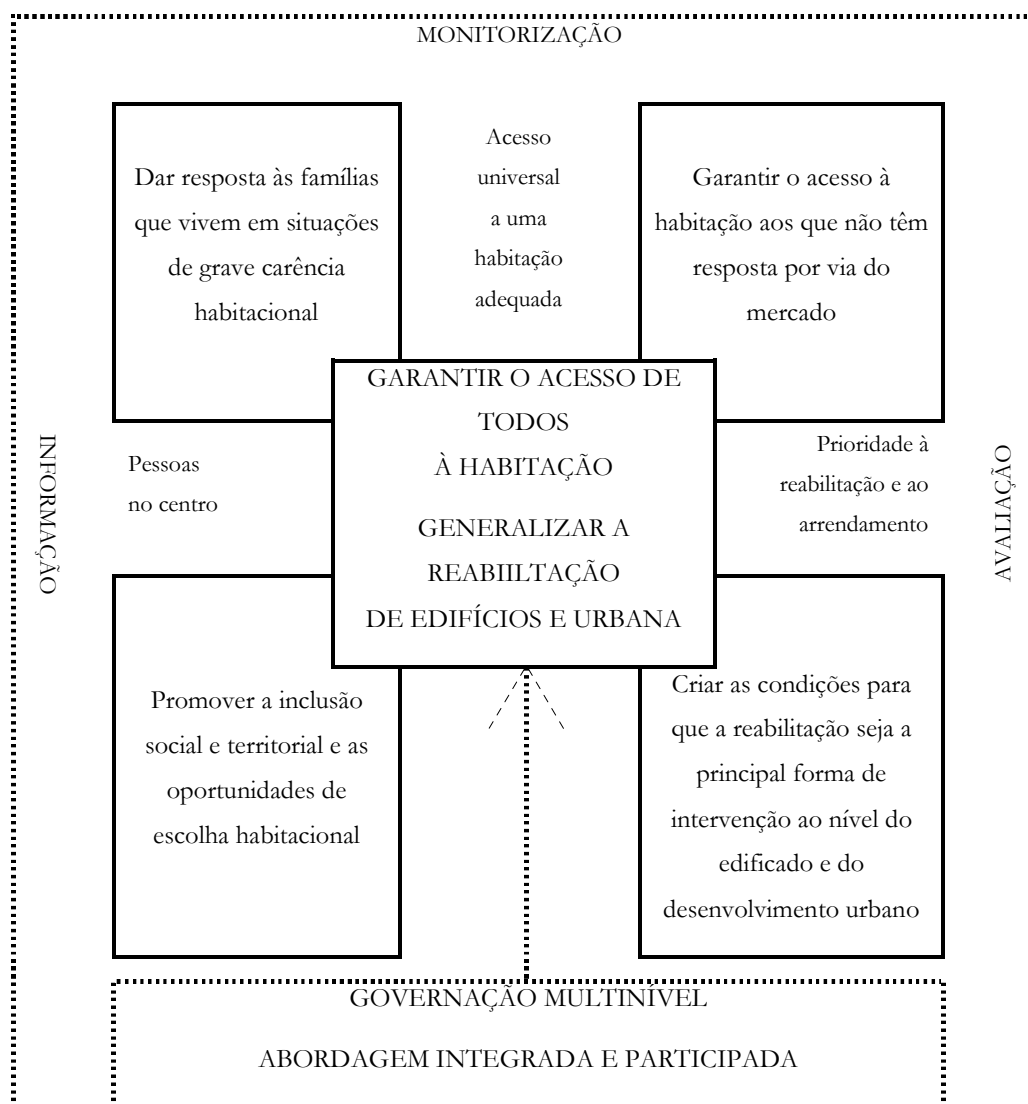 MONITORIZAÇÃO
Dar resposta às famílias
que vivem em situações
de grave carência
habitacional
Acesso
universal
a uma
habitação
adequada
Garantir o acesso à
habitação aos que não têm
resposta por via do
mercado
GARANTIR O ACESSO DE
TODOS
À HABITAÇÃO
GENERALIZAR A
REABIILTAÇÃO
DE EDIFÍCIOS E URBANA
INFORMAÇÃO
Pessoas
no centro
Prioridade à
reabilitação e ao
arrendamento
AVALIAÇÃO
Promover a inclusão
social e territorial e as
oportunidades de
escolha habitacional
Criar as condições para
que a reabilitação seja a
principal forma de
intervenção ao nível do
edificado e do
desenvolvimento urbano
GOVERNAÇÃO MULTINÍVEL
ABORDAGEM INTEGRADA E PARTICIPADA